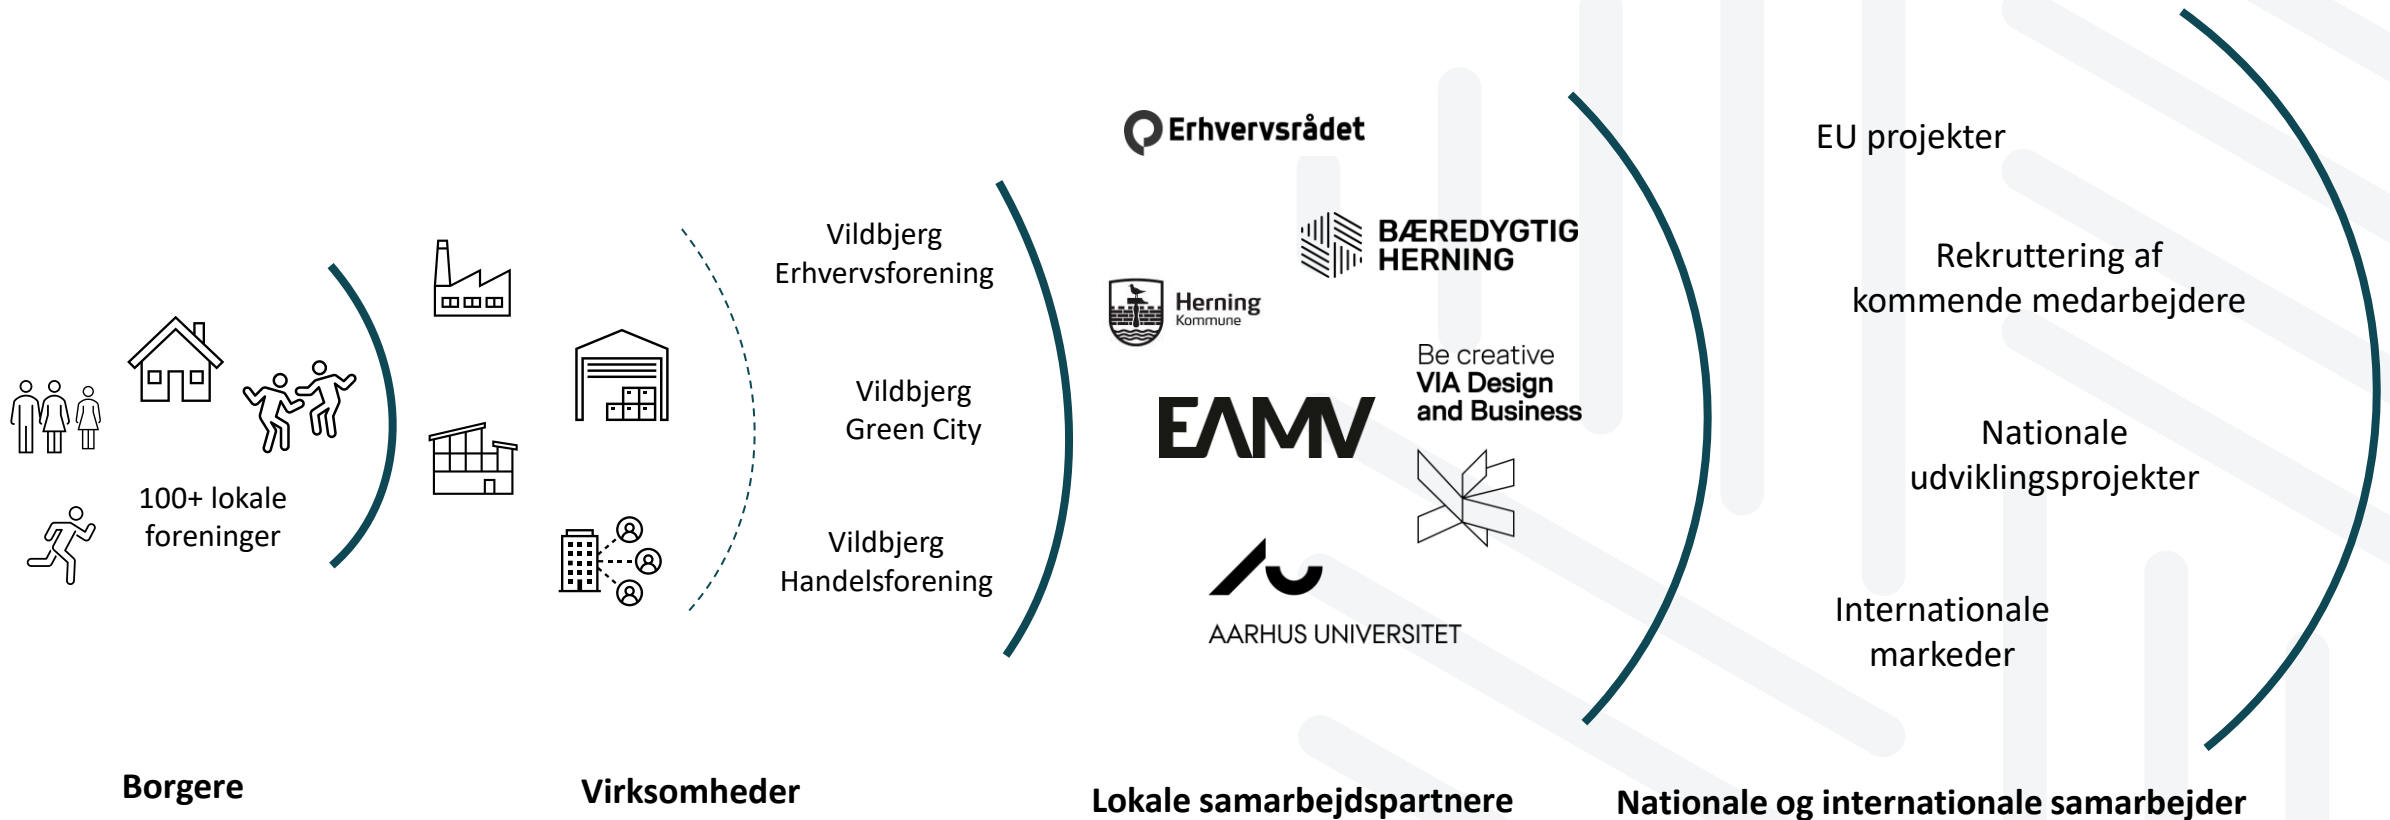 100+ lokale
foreninger
Borgere
Vildbjerg
Erhvervsforening
Vildbjerg
Green City
Vildbjerg
Handelsforening
Virksomheder
Erhvervsrådet
BÆREDYGTIG
HERNING
Herning
Kommune
Be creative
VIA Design
and Business
EAMV
AARHUS UNIVERSITET
Lokale samarbejdspartnere
EU projekter
Rekruttering af
kommende medarbejdere
Nationale
udviklingsprojekter
Internationale
markeder
Nationale og internationale samarbejder